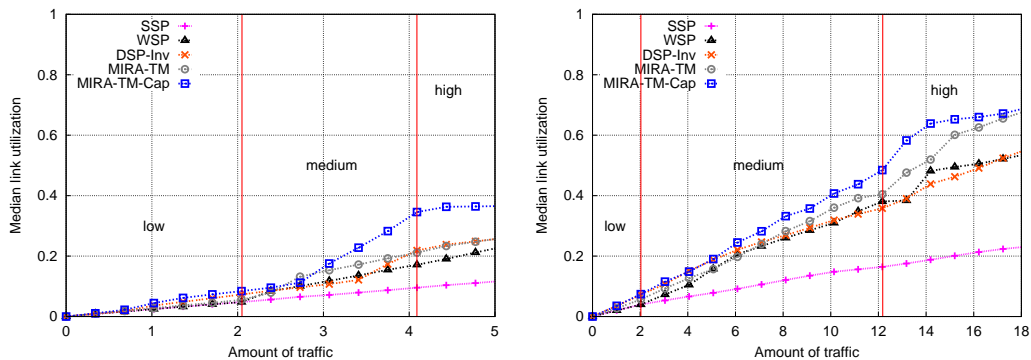 1
0.8
0.6
0.4
0.2
0
0 1 2 3 4 5
Median link utilization
Amount of traffic
SSP
WSP
DSP-Inv
MIRA-TM
MIRA-TM-Cap
low
medium
high
1
0.8
0.6
0.4
0.2
0
0 2 4 6 8 10 12 14 16 18
Median link utilization
Amount of traffic
SSP
WSP
DSP-Inv
MIRA-TM
MIRA-TM-Cap
low
medium
high